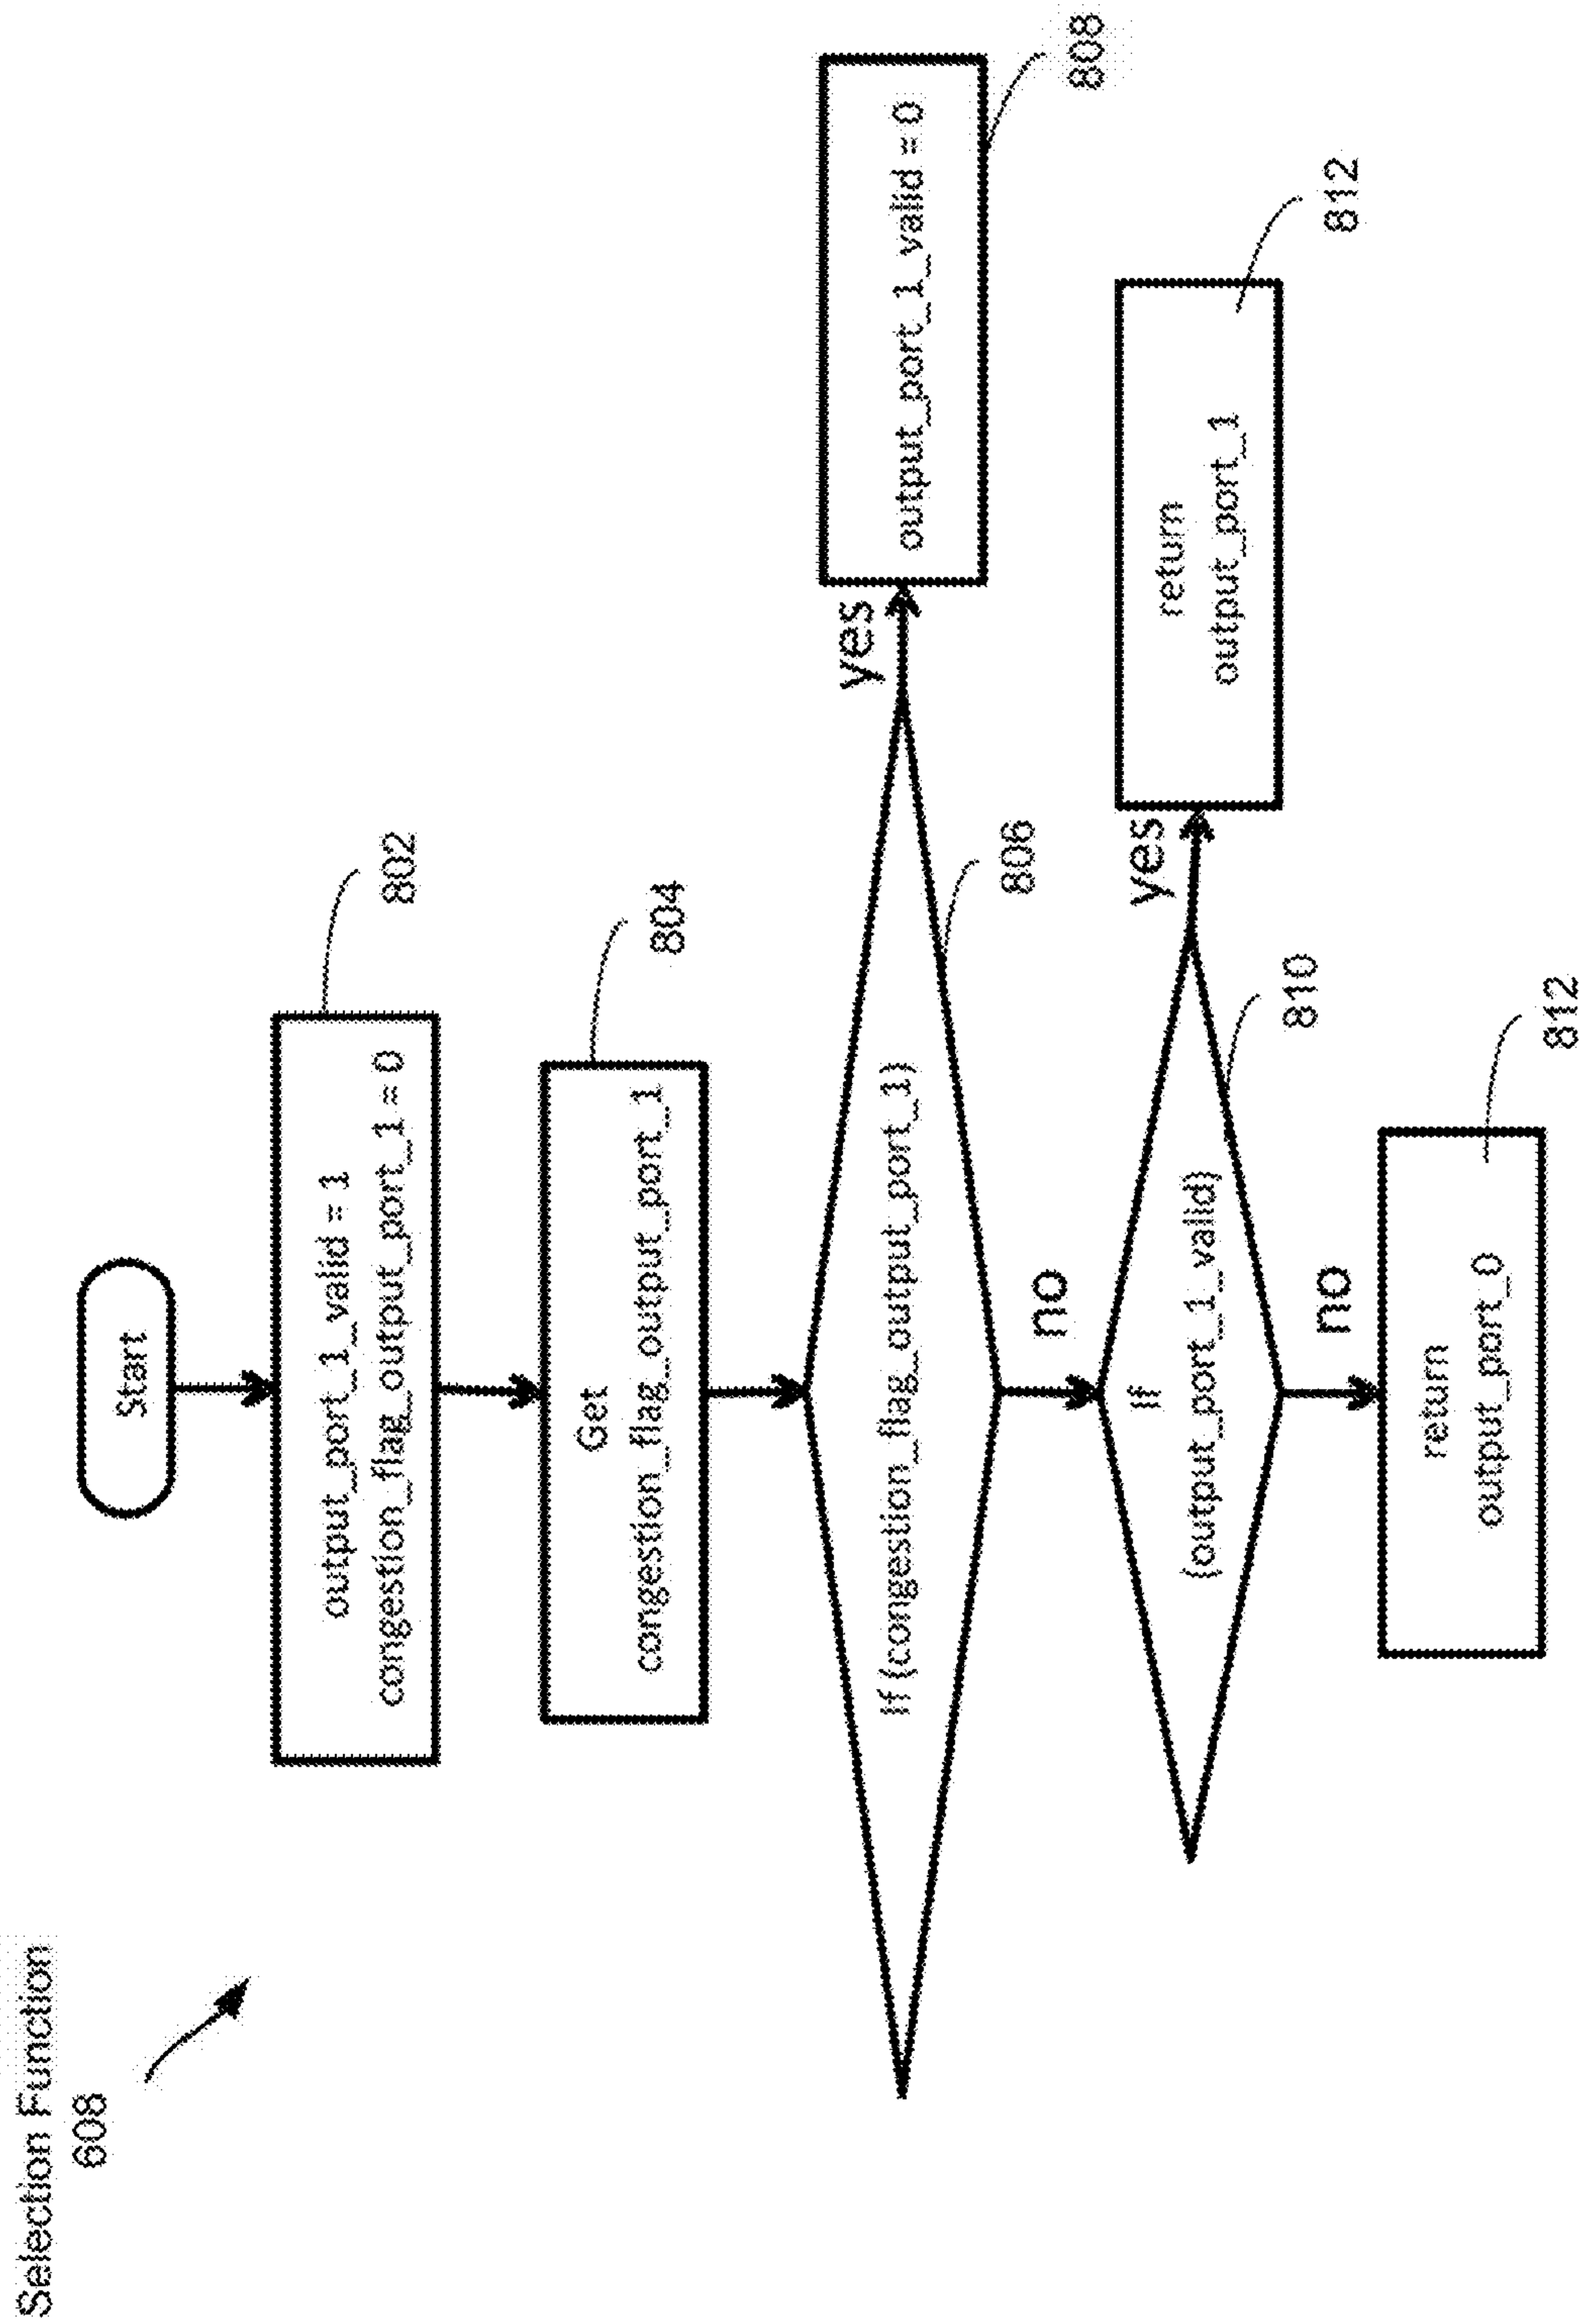 Selection Function
608
Start
output_port_1_valid = 1
congestion_flag_output_port_1 = 0
802
Get
congestion_flag_output_port_1
804
If (congestion_flag_output_port_1)
806
yes
output_port_1_valid = 0
808
no
If
(output_port_1_valid)
810
yes
return
output_port_1
812
no
return
output_port_0
812